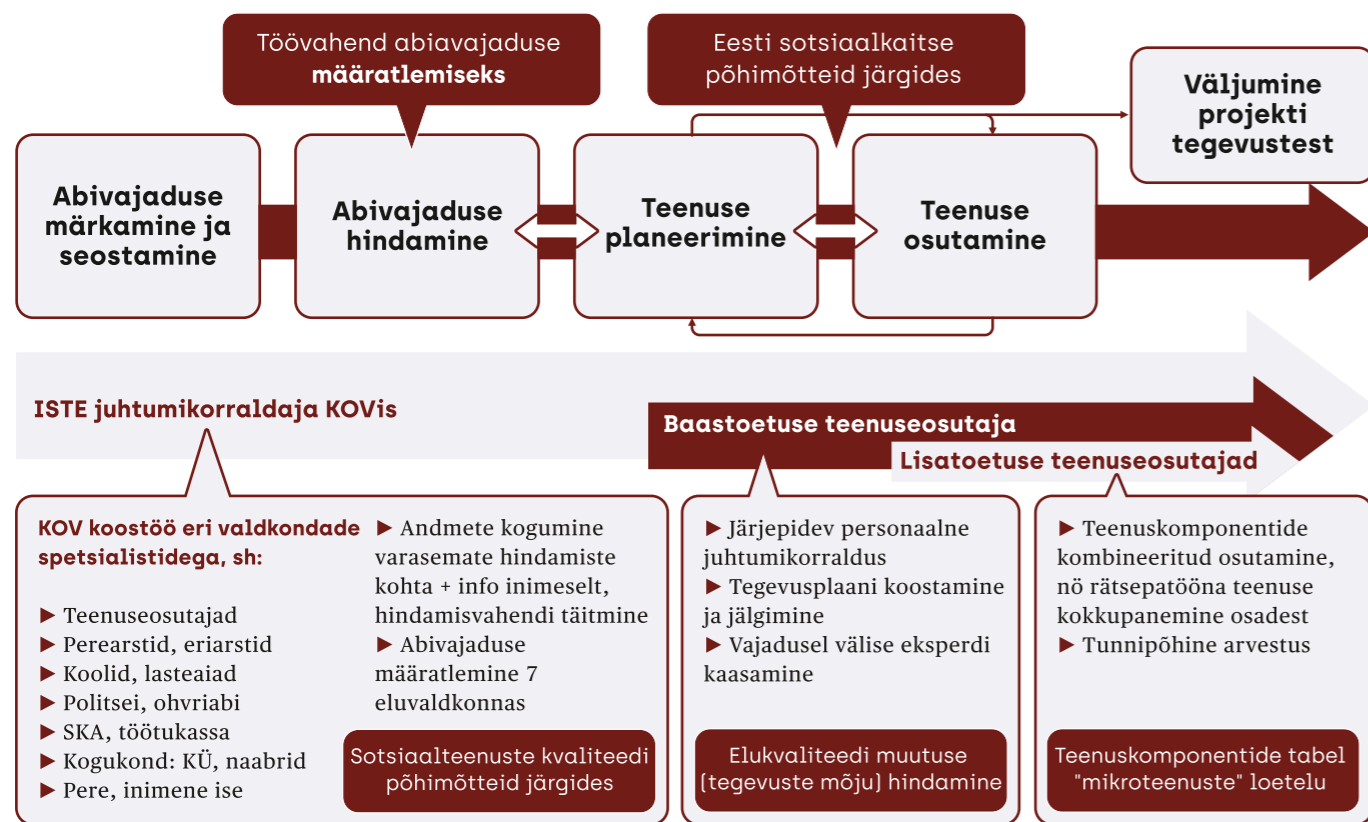 Töövahend abiavajaduse
määratlemiseks
Eesti sotsiaalkaitse
põhimõtteid järgides
Väljumine
projekti
tegevustest
Abivajaduse
märkamine ja
seostamine
Abivajaduse
hindamine
Teenuse
planeerimine
Teenuse
osutamine
ISTE juhtumikorraldaja KOVis
Baastoetuse teenuseosutaja
Lisatoetuse teenuseosutajad
KOV koostöö eri valdkondade
spetsialistidega, sh:
► Teenuseosutajad
► Perearstid, eriarstid
► Koolid, lasteaiad
► Politsei, ohvriabi
► SKA, töötukassa
► Kogukond: KÜ, naabrid
► Pere, inimene ise
► Andmete kogumine
varasemate hindamiste
kohta + info inimeselt,
hindamisvahendi täitmine
► Abivajaduse
määratlemine 7
eluvaldkonnas
Sotsiaalteenuste kvaliteedi
põhimõtteid järgides
► Järjepidev personaalne
juhtumikorraldus
► Tegevusplaani koostamine
ja jälgimine
► Vajadusel välise eksperdi
kaasamine
Elukvaliteedi muutuse
(tegevuste mõju) hindamine
► Teenuskomponentide
kombineeritud osutamine,
nö rätsepatööna teenuse
kokkupanemine osadest
► Tunnipõhine arvestus
Teenuskomponentide tabel
"mikroteenuste" loetelu